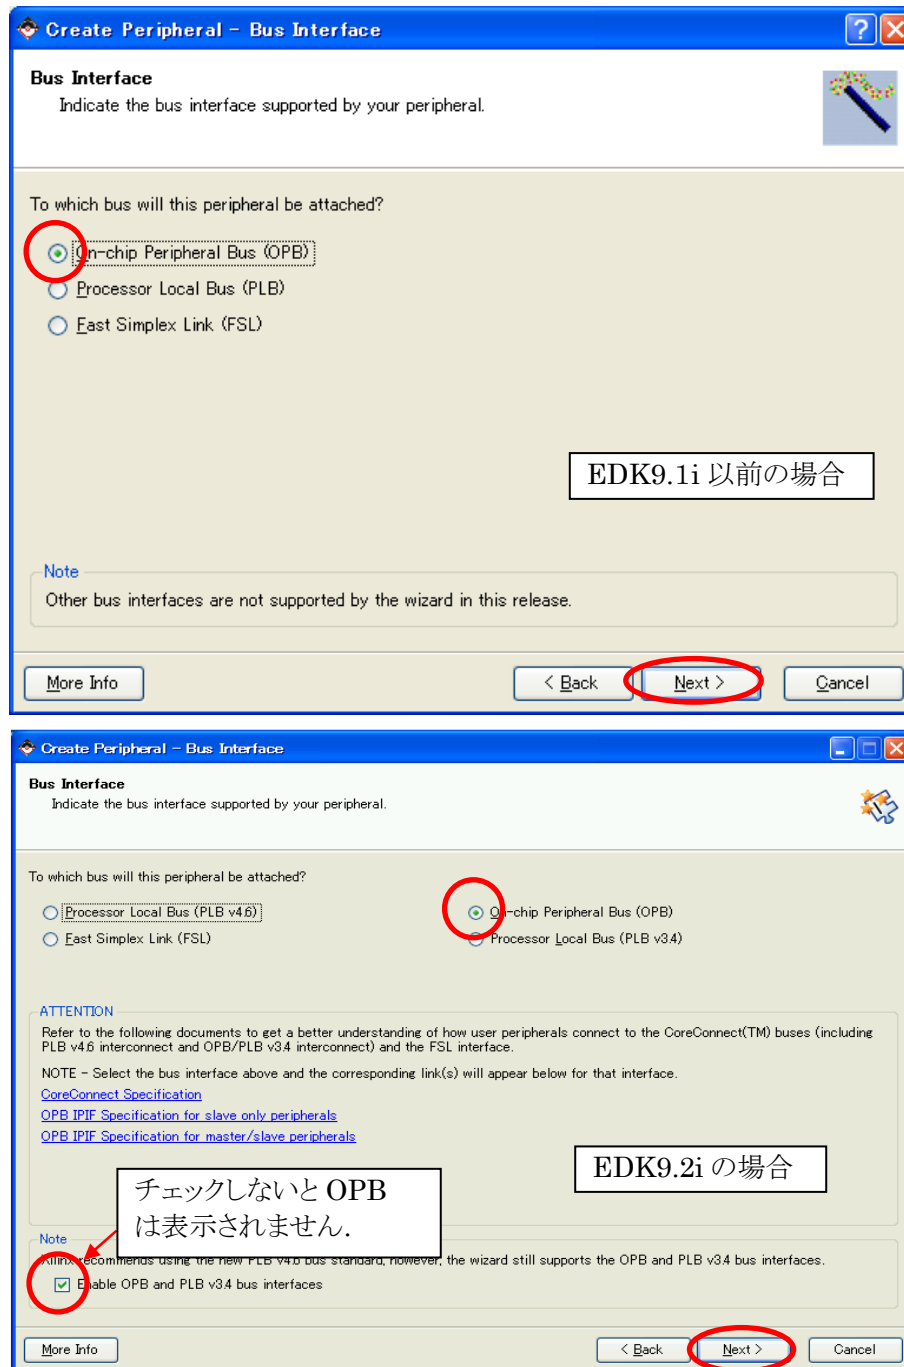 Create Peripheral - Bus Interface
Bus Interface
Indicate the bus interface supported by your peripheral.
To which bus will this peripheral be attached?
On-chip Peripheral Bus (OPB)
Processor Local Bus (PLB)
Fast Simplex Link (FSL)
EDK9.1i 以前の場合
Note
Other bus interfaces are not supported by the wizard in this release.
More Info
< Back
Next >
Cancel
Create Peripheral - Bus Interface
Bus Interface
Indicate the bus interface supported by your peripheral.
To which bus will this peripheral be attached?
Processor Local Bus (PLB v4.6)
On-chip Peripheral Bus (OPB)
Fast Simplex Link (FSL)
Processor Local Bus (PLB v3.4)
ATTENTION
Refer to the following documents to get a better understanding of how user peripherals connect to the CoreConnect(TM) buses (including
PLB v4.6 interconnect and OPB/PLB v3.4 interconnect) and the FSL interface.
NOTE - Select the bus interface above and the corresponding link(s) will appear below for that interface.
CoreConnect Specification
OPB IPIF Specification for slave only peripherals
OPB IPIF Specification for master/slave peripherals
EDK9.2i の場合
チェックしないと OPB
は表示されません.
Note
Xilinx recommends using the new PLB v4.6 bus standard, however, the wizard still supports the OPB and PLB v3.4 bus interfaces.
Enable OPB and PLB v3.4 bus interfaces
More Info
< Back
Next >
Cancel